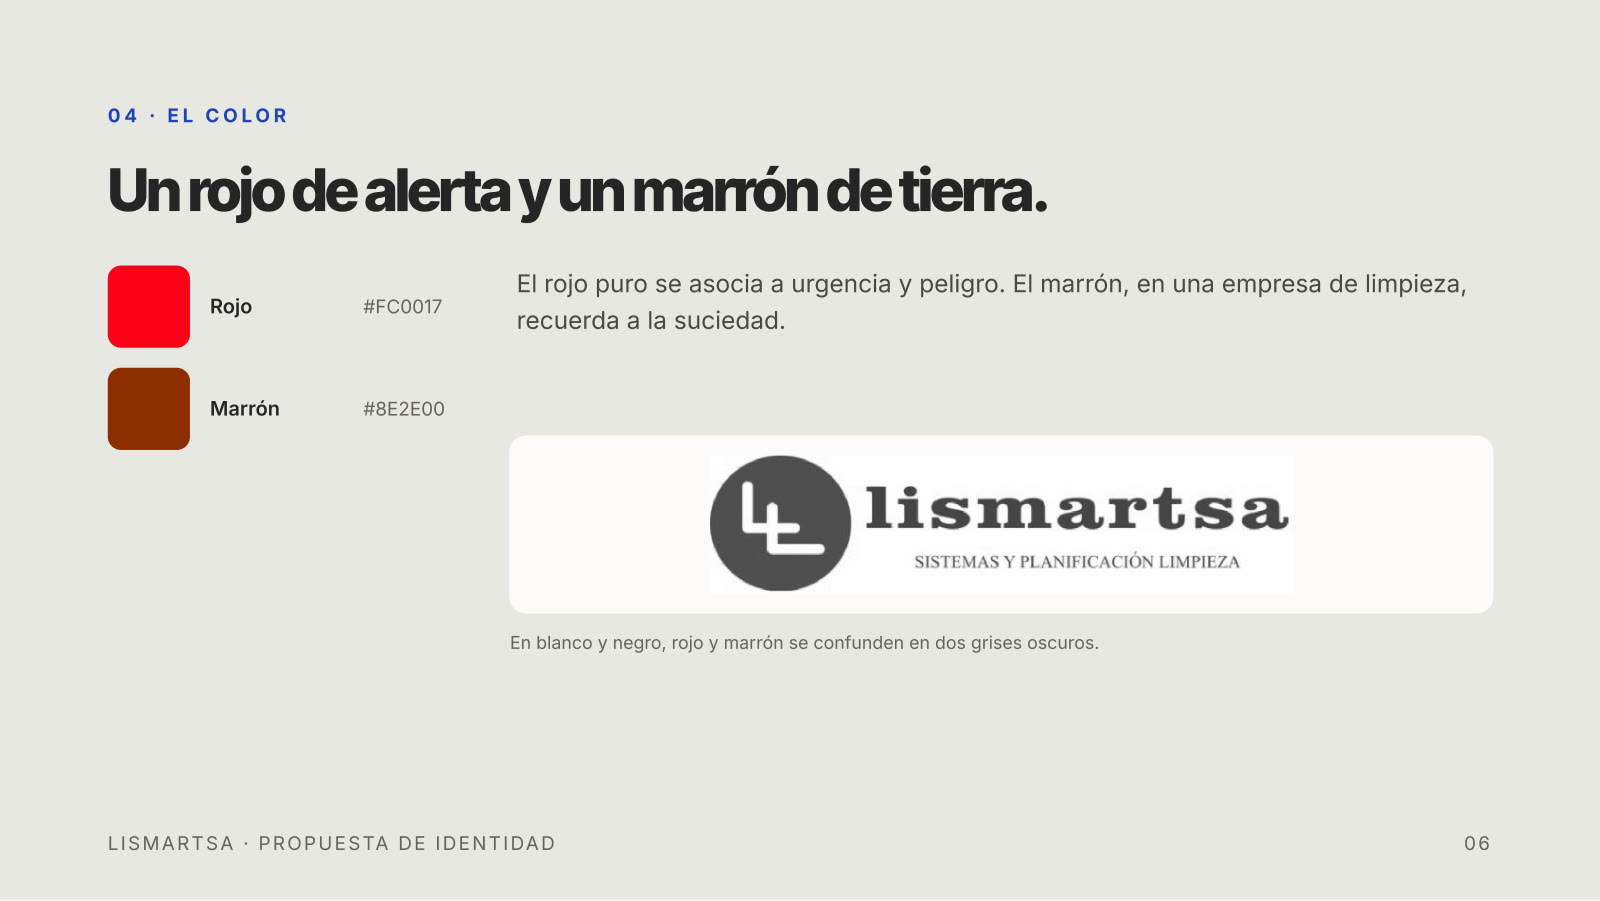 04 · EL COLOR
Un rojo de alerta y un marrón de tierra.
Rojo #FC0017
Marrón #8E2E00
El rojo puro se asocia a urgencia y peligro. El marrón, en una empresa de limpieza,
recuerda a la suciedad.
lismartsa
SISTEMAS Y PLANIFICACIÓN LIMPIEZA
En blanco y negro, rojo y marrón se confunden en dos grises oscuros.
LISMARTSA · PROPUESTA DE IDENTIDAD
06